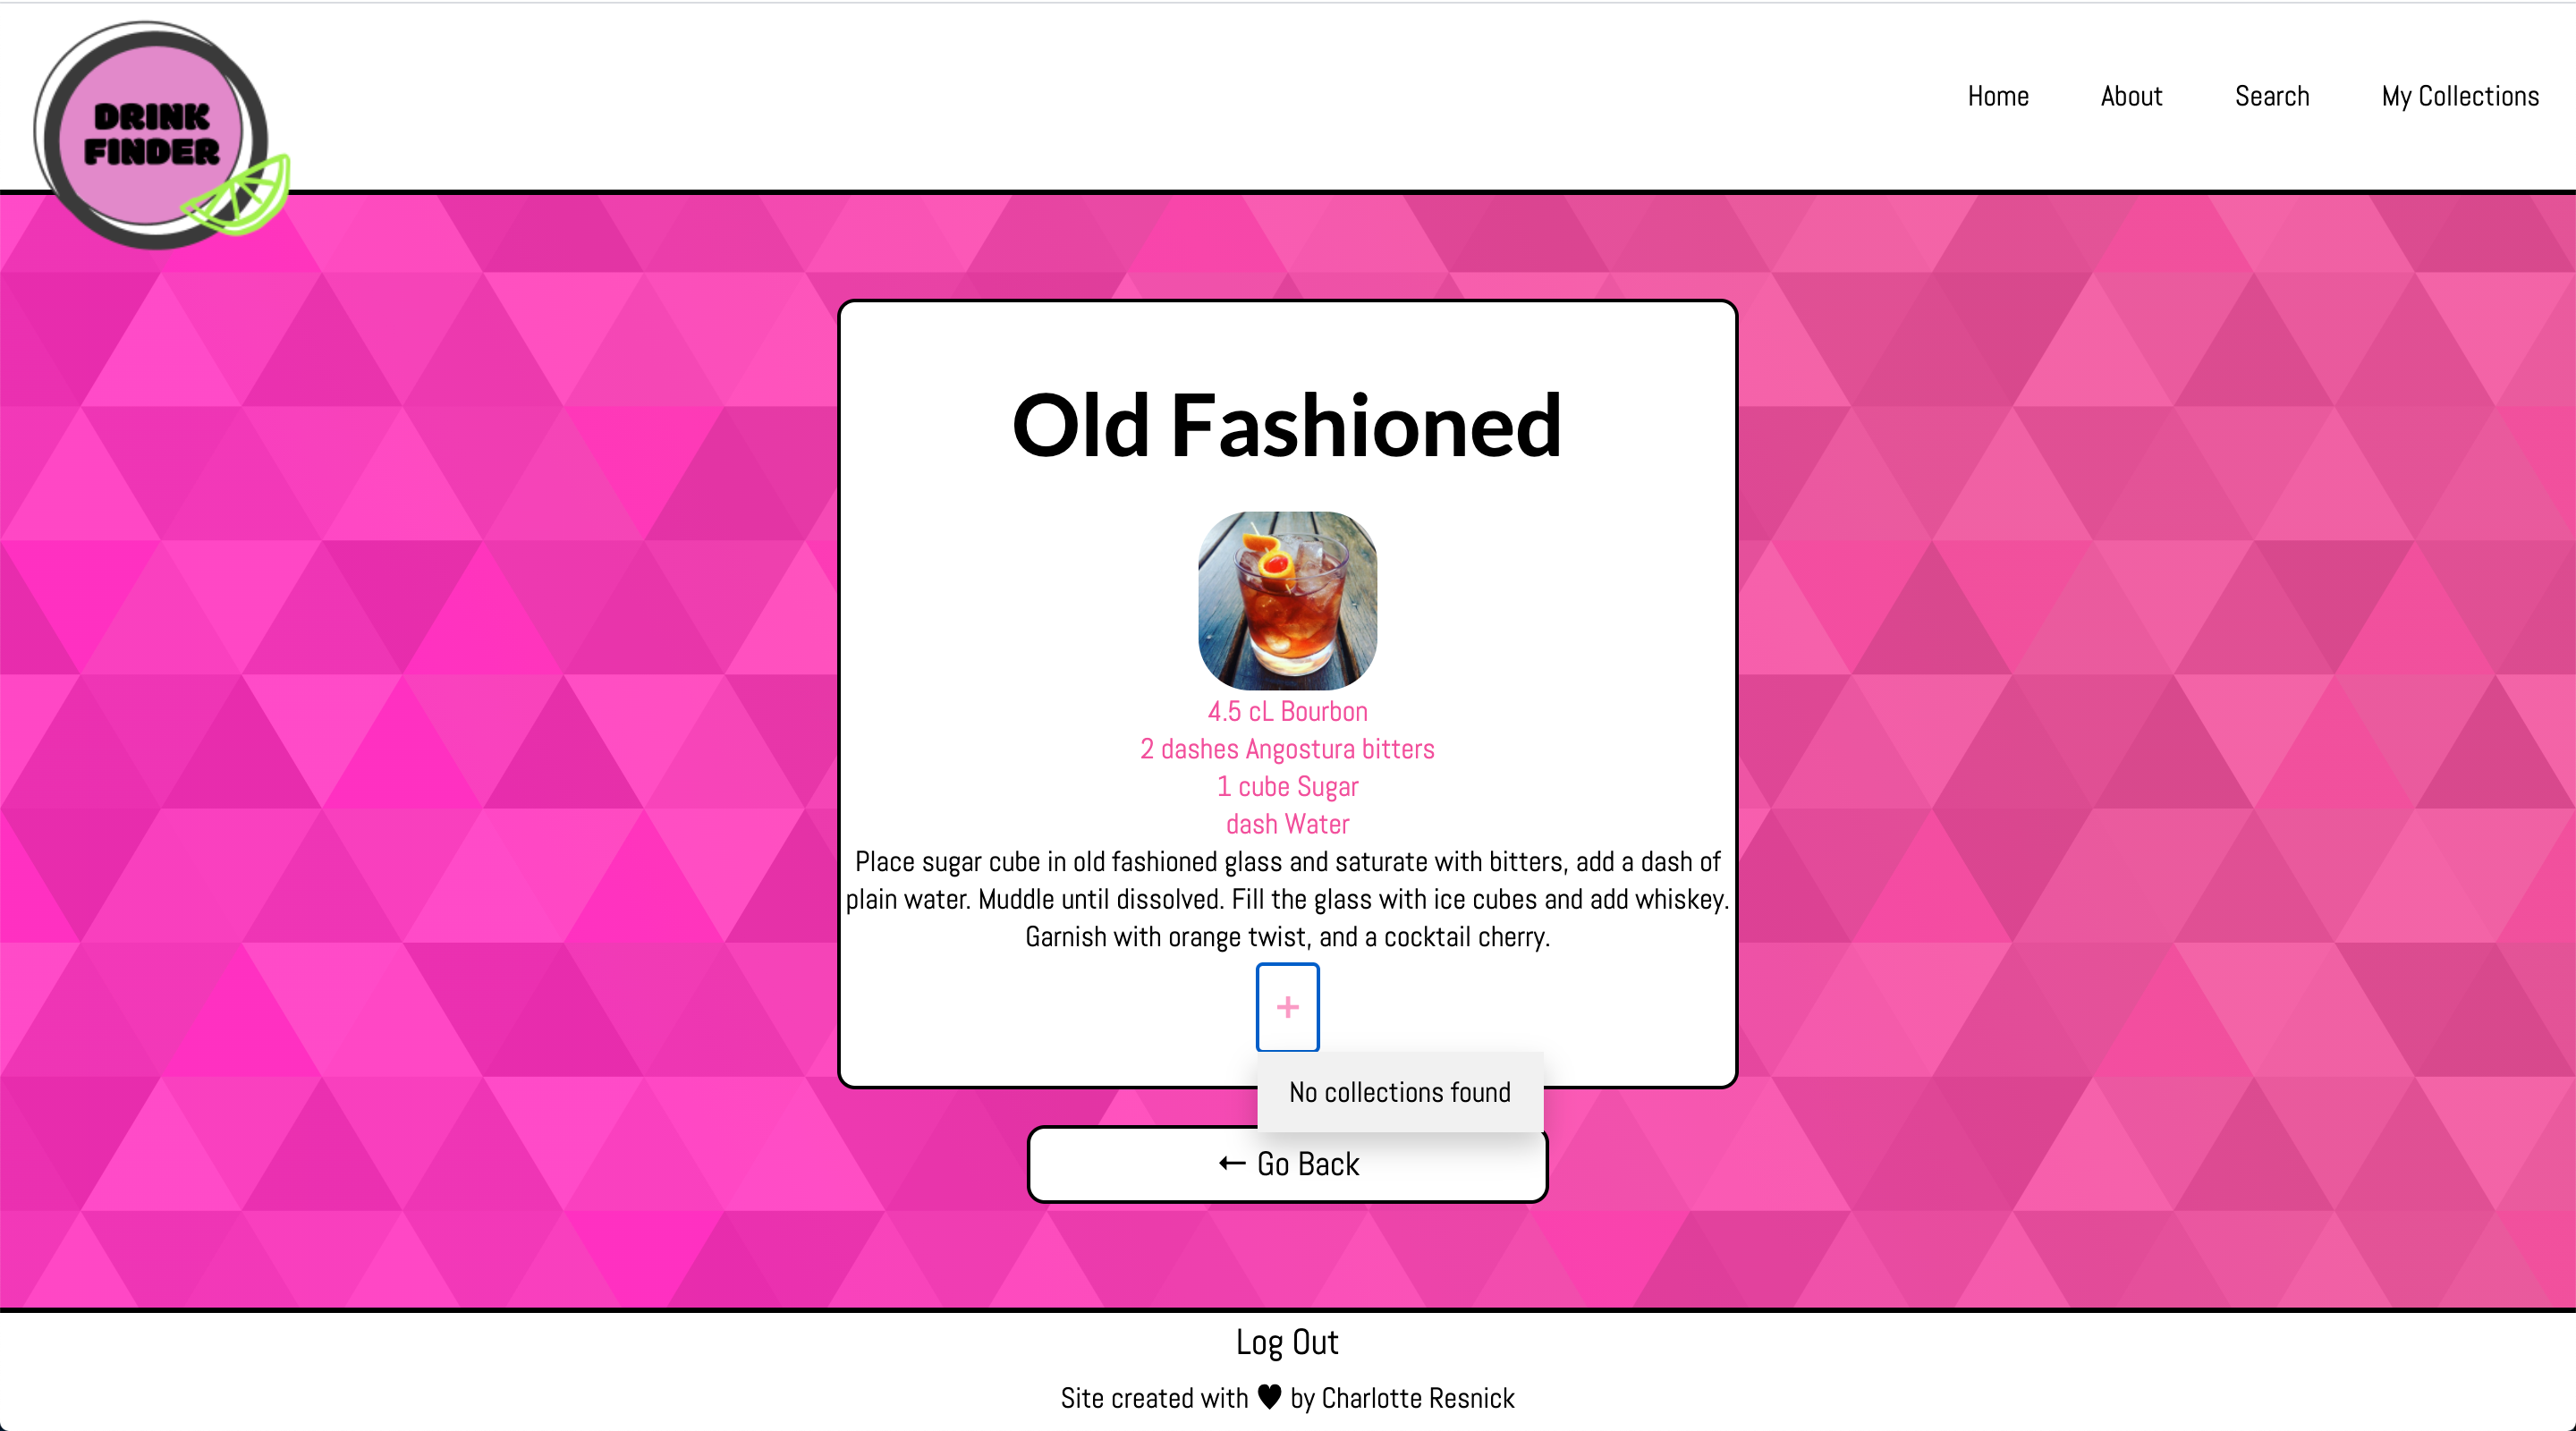 DRINK
FINDER
Home About Search My Collections
Old Fashioned
4.5 cL Bourbon
2 dashes Angostura bitters
1 cube Sugar
dash Water
Place sugar cube in old fashioned glass and saturate with bitters, add a dash of
plain water. Muddle until dissolved. Fill the glass with ice cubes and add whiskey.
Garnish with orange twist, and a cocktail cherry.
+
No collections found
← Go Back
Log Out
Site created with ♥ by Charlotte Resnick